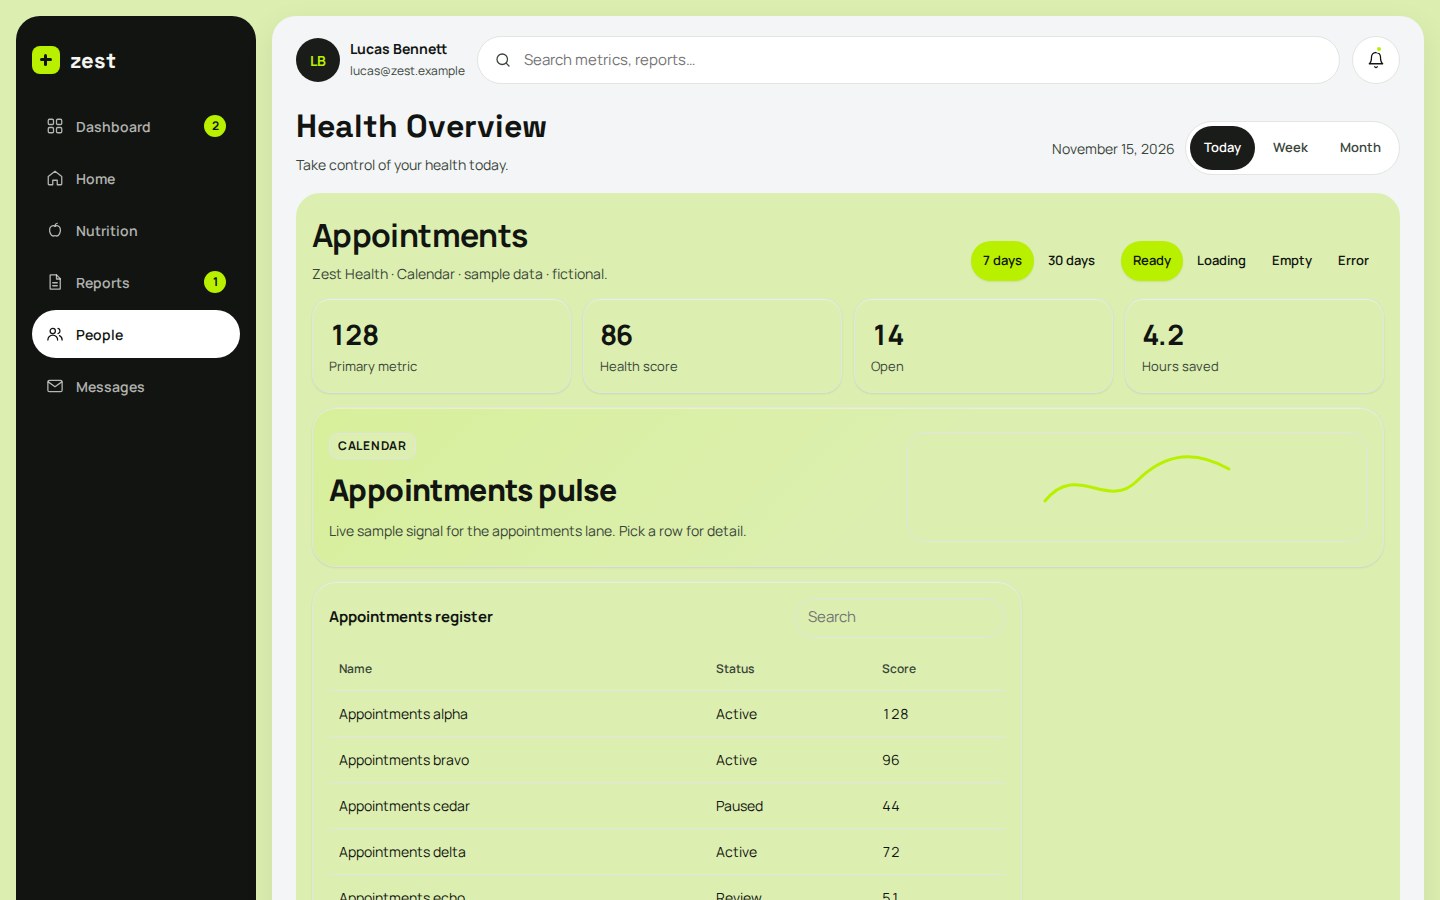 zest
Dashboard 2
Home
Nutrition
Reports 1
People
Messages
LB
Lucas Bennett
lucas@zest.example
Search metrics, reports…
Health Overview
Take control of your health today.
November 15, 2026
Today Week Month
Appointments
Zest Health · Calendar · sample data · fictional.
7 days 30 days Ready Loading Empty Error
128
Primary metric
86
Health score
14
Open
4.2
Hours saved
CALENDAR
Appointments pulse
Live sample signal for the appointments lane. Pick a row for detail.
Appointments register
Search
Name Status Score
Appointments alpha Active 128
Appointments bravo Active 96
Appointments cedar Paused 44
Appointments delta Active 72
Appointments echo Review 51